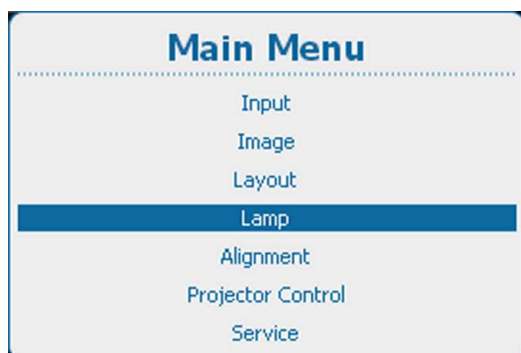 Main Menu
Input
Image
Layout
Lamp
Alignment
Projector Control
Service